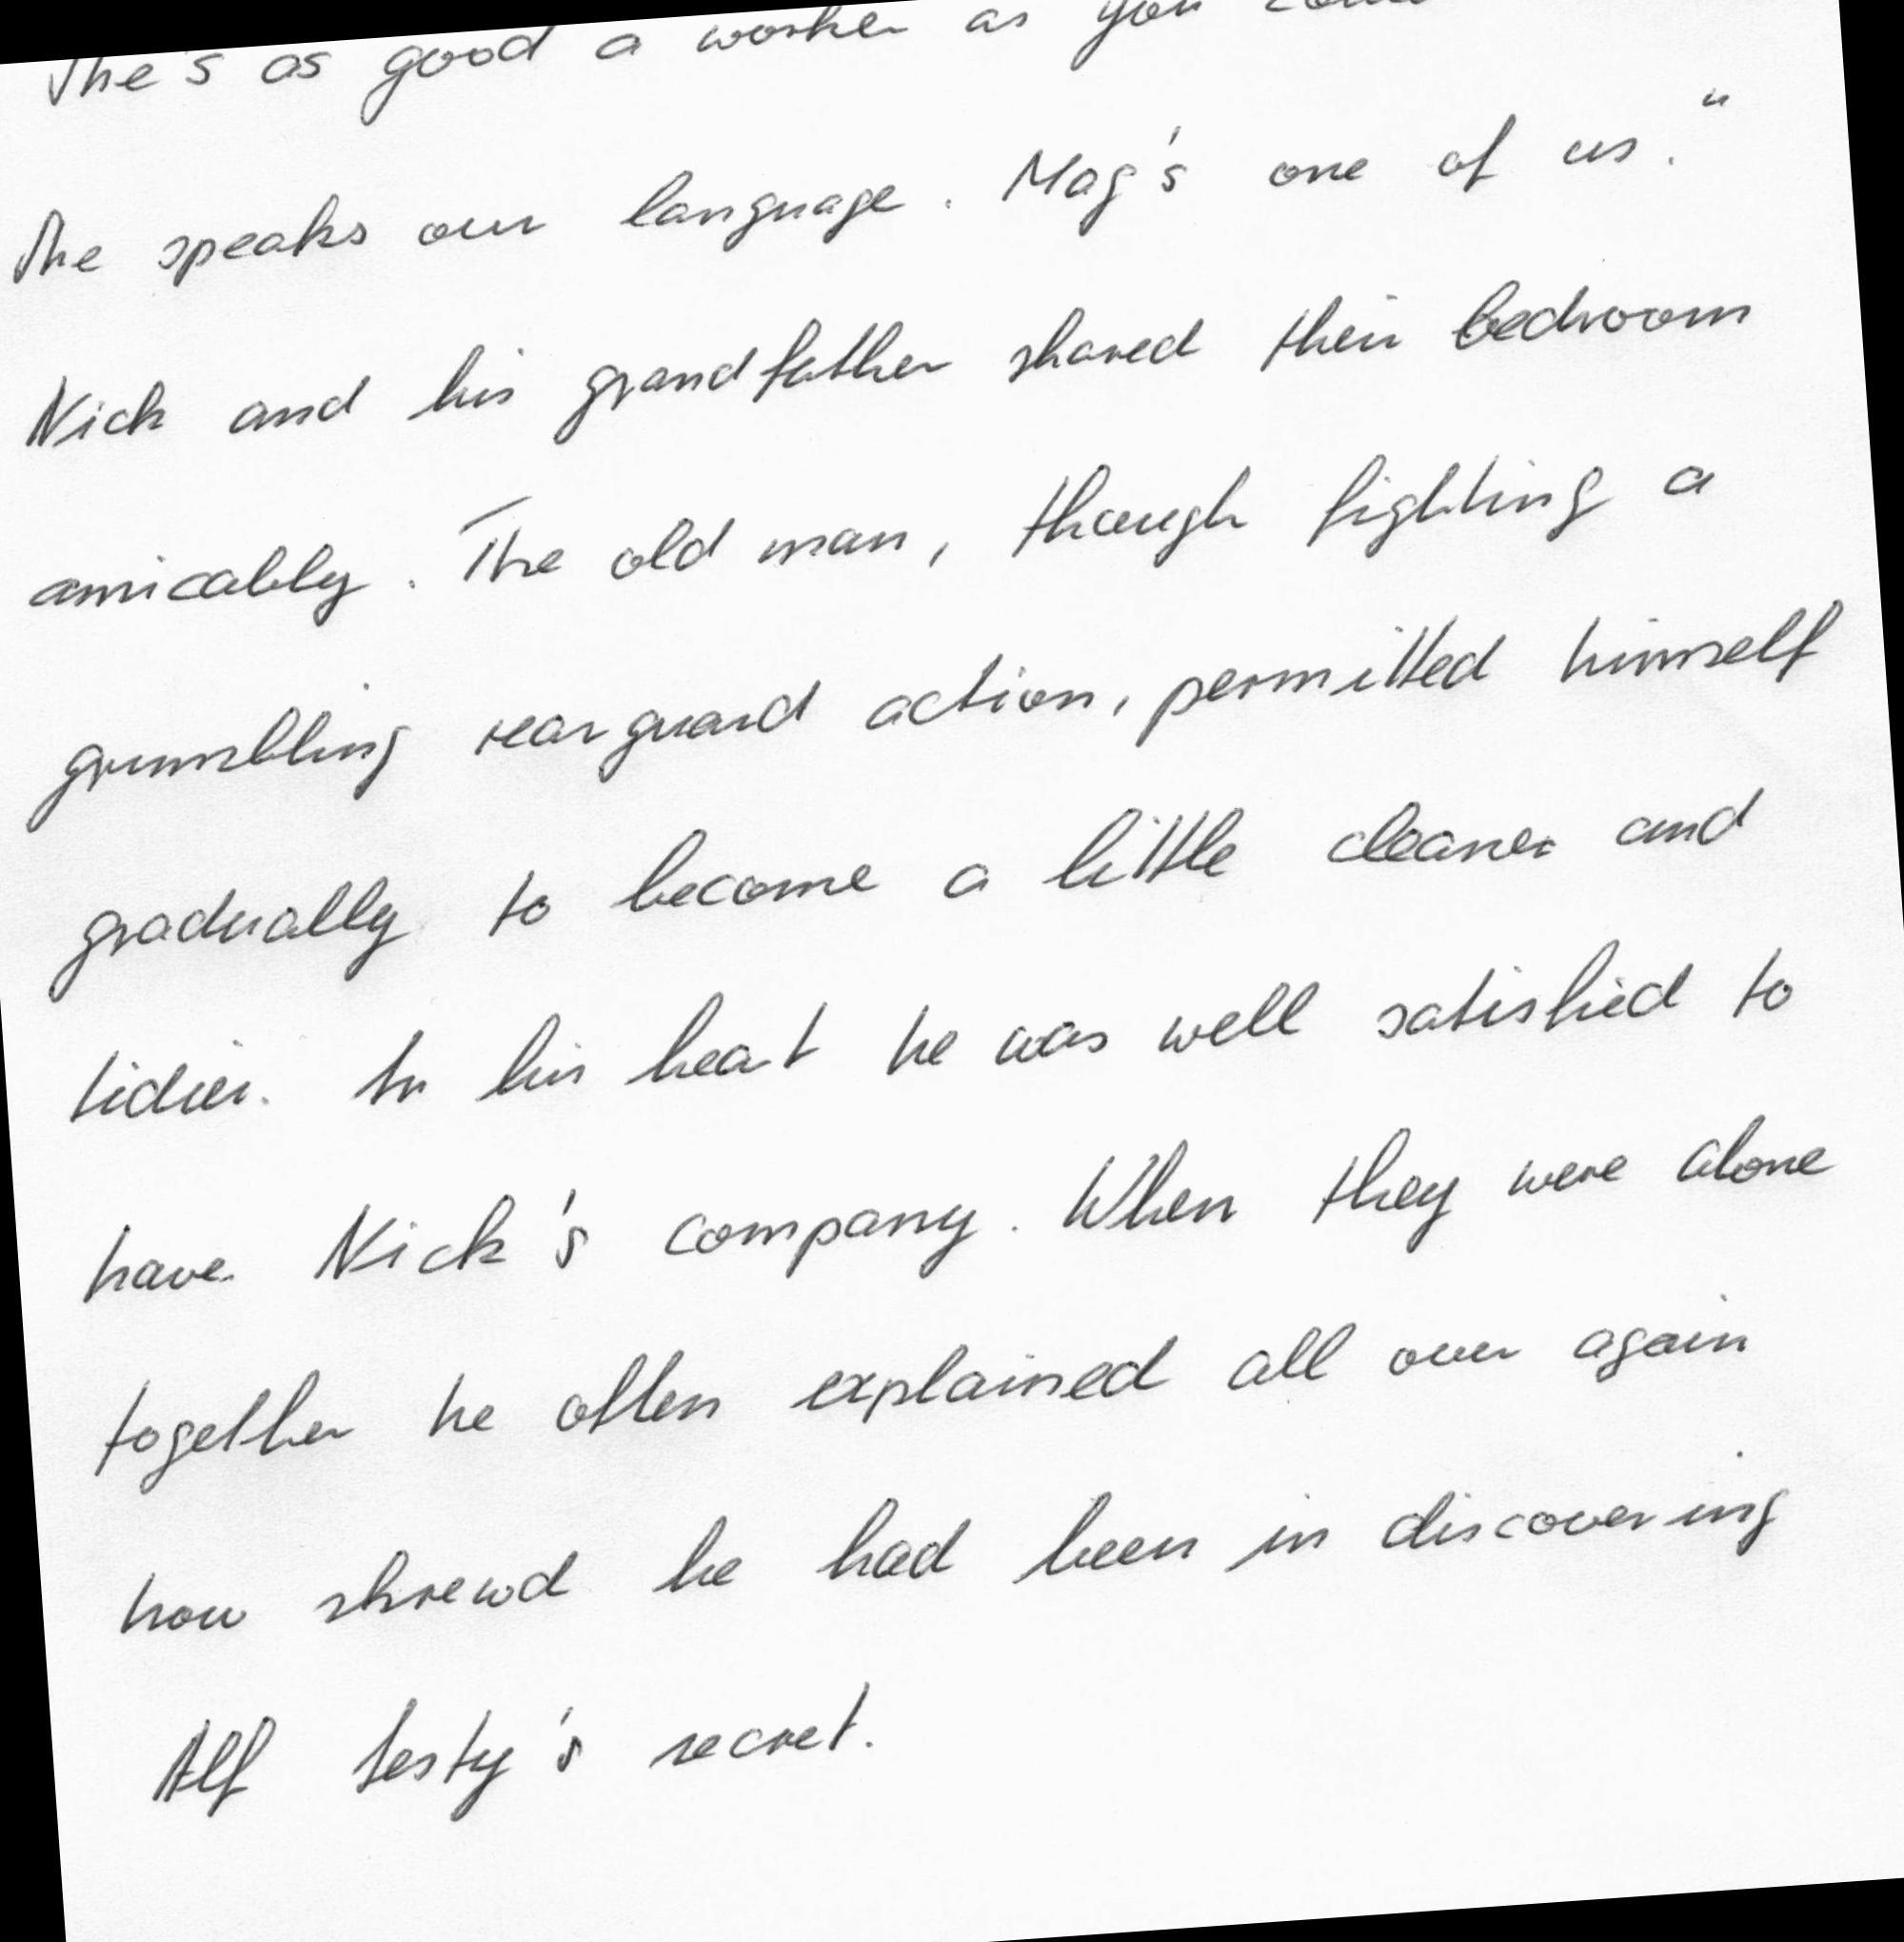 She's as good a worker as you could
She speaks our language. Mag's one of us."
Nick and his grandfather shared their bedroom
amicably. The old man, though fighting a
grumbling rearguard action, permitted himself
gradually to become a little cleaner and
tidier. In his heart he was well satisfied to
have Nick's company. When they were alone
together he often explained all over again
how shrewd he had been in discovering
Alf Testy's secret.